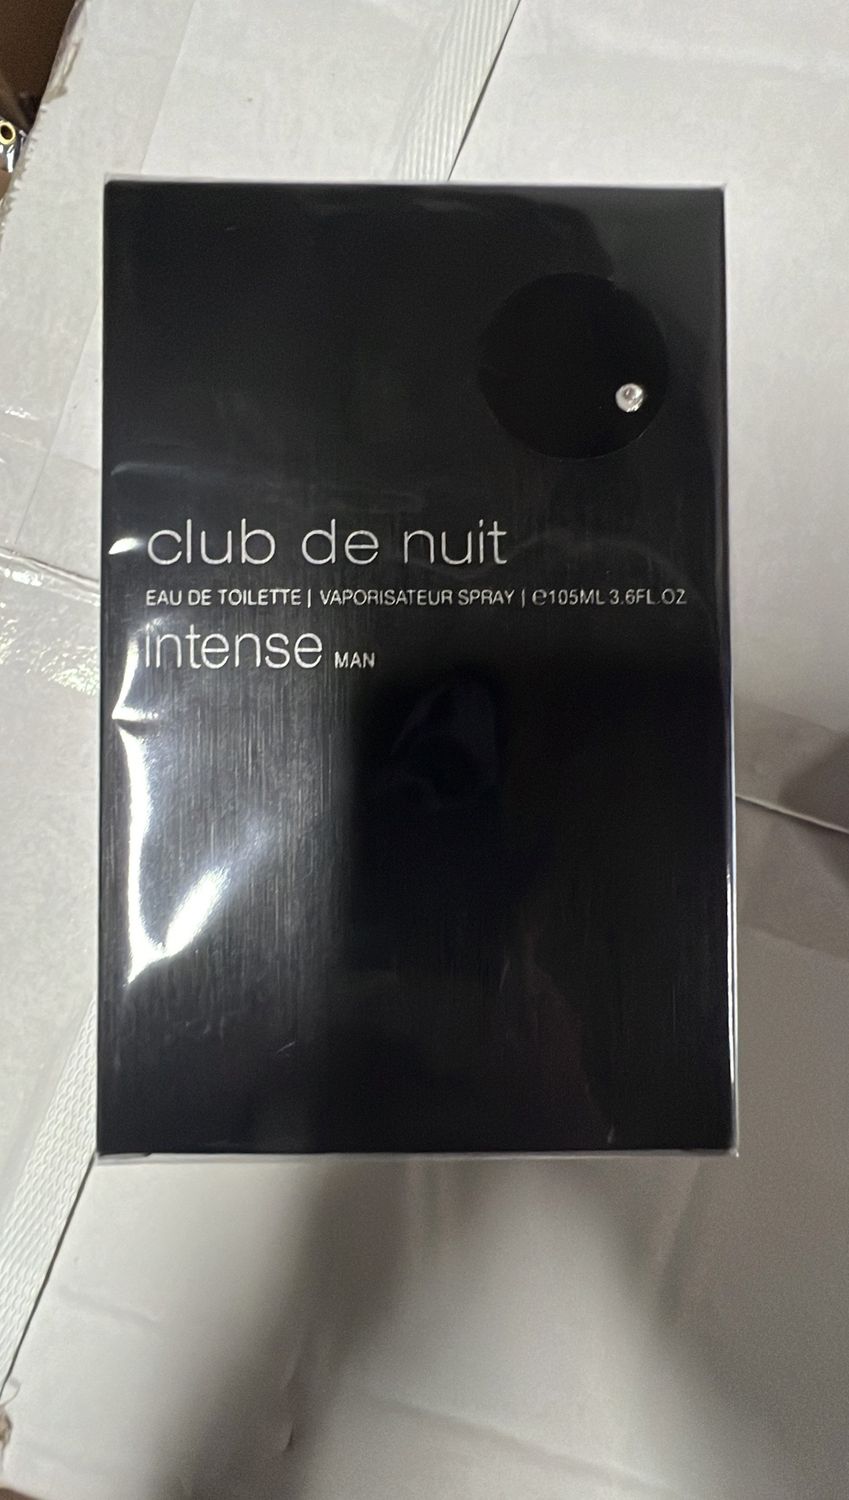 club de nuit
EAU DE TOILETTE | VAPORISATEUR SPRAY | ℮105ML 3.6FL.OZ
intense MAN